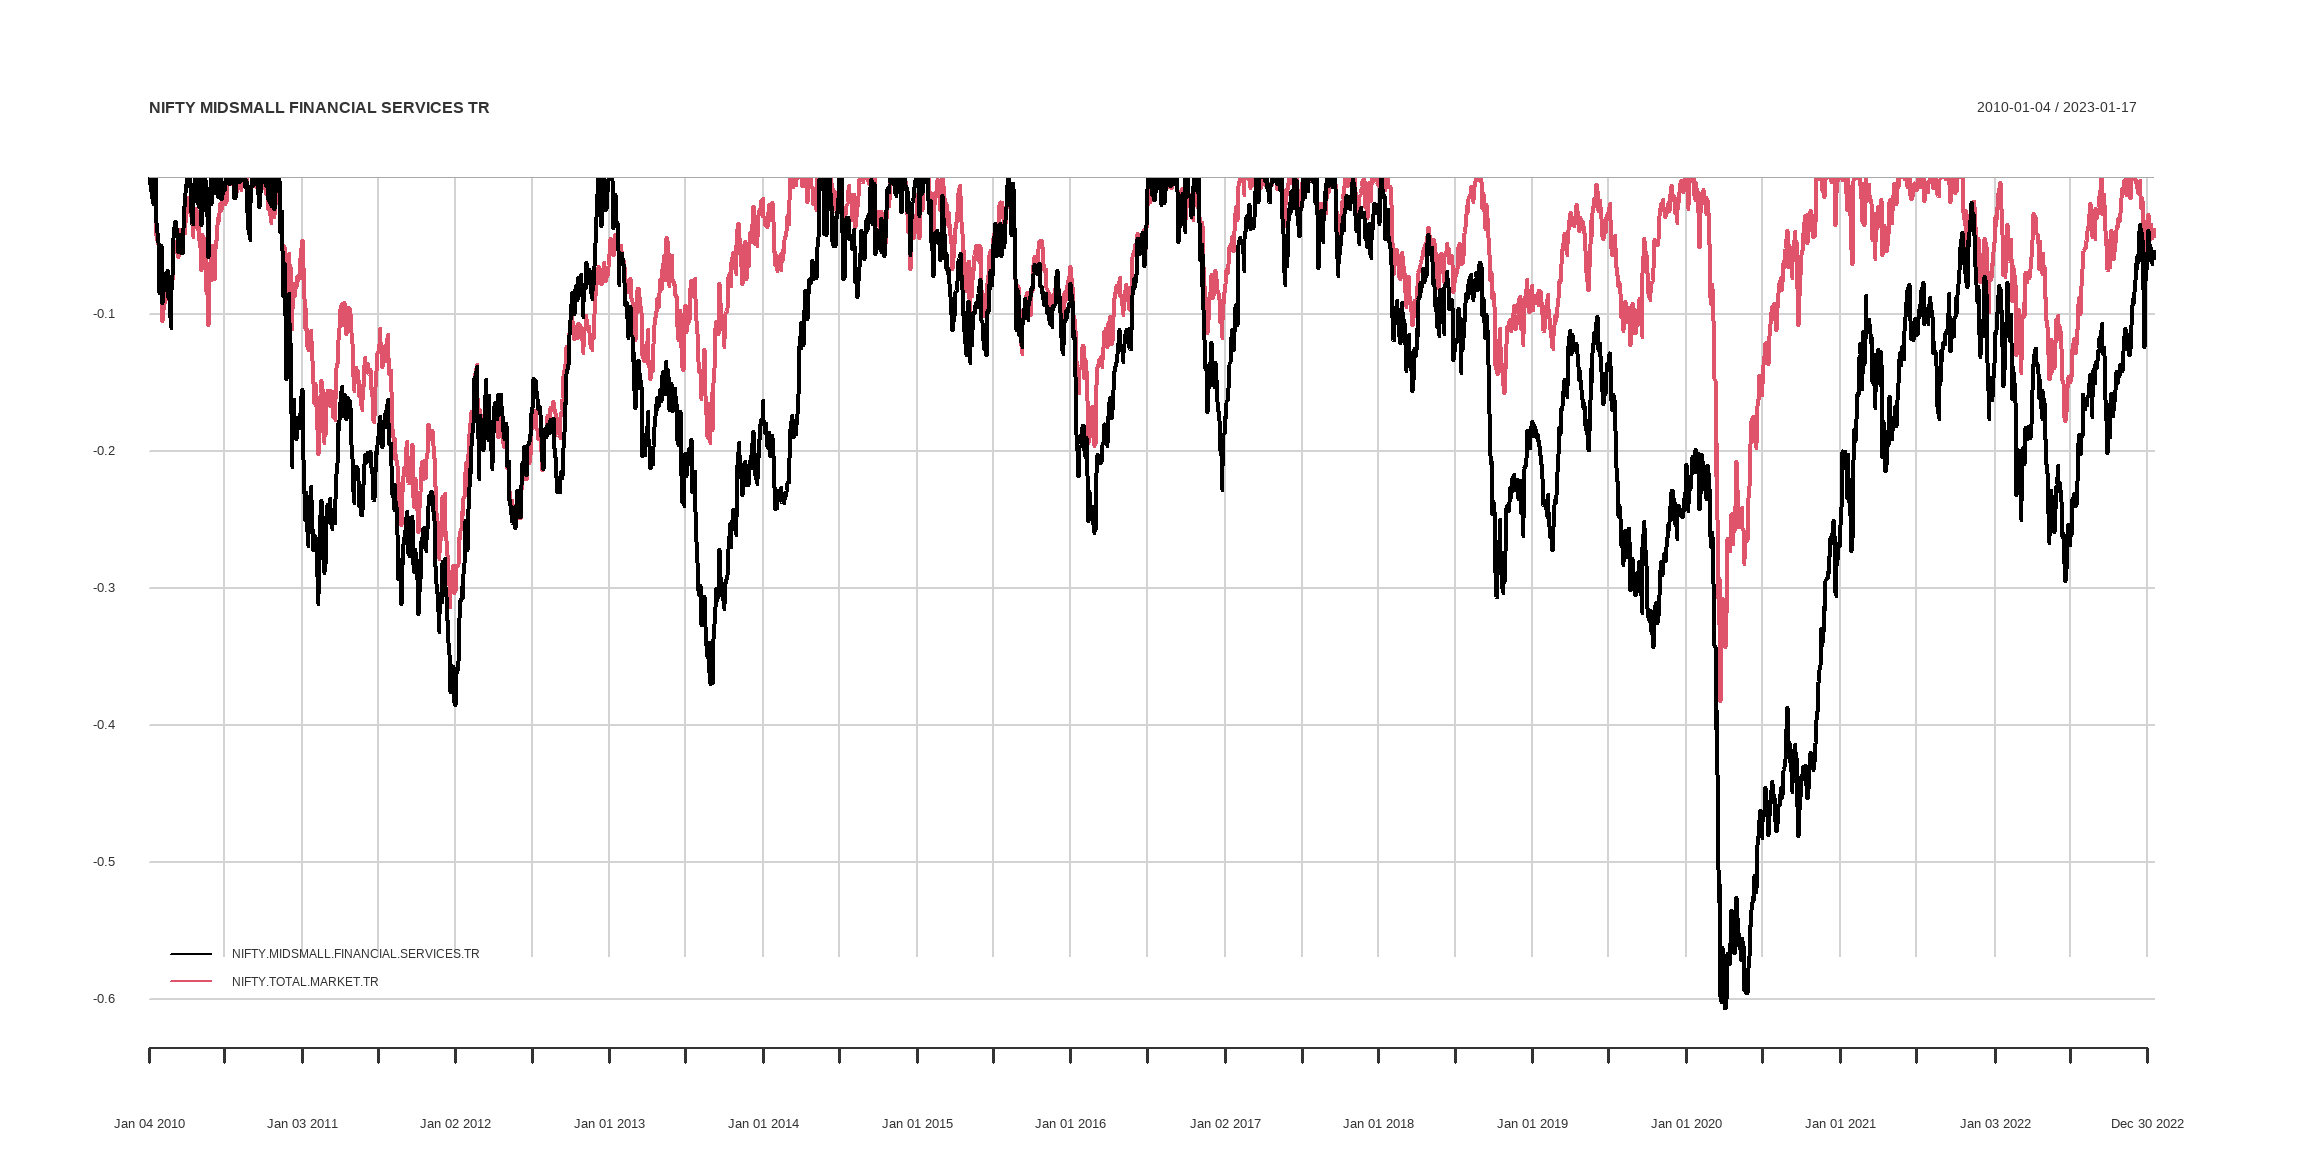 NIFTY MIDSMALL FINANCIAL SERVICES TR
2010-01-04 / 2023-01-17
-0.1
-0.2
-0.3
-0.4
-0.5
-0.6
NIFTY.MIDSMALL.FINANCIAL.SERVICES.TR
NIFTY.TOTAL.MARKET.TR
Jan 04 2010
Jan 03 2011
Jan 02 2012
Jan 01 2013
Jan 01 2014
Jan 01 2015
Jan 01 2016
Jan 02 2017
Jan 01 2018
Jan 01 2019
Jan 01 2020
Jan 01 2021
Jan 03 2022
Dec 30 2022